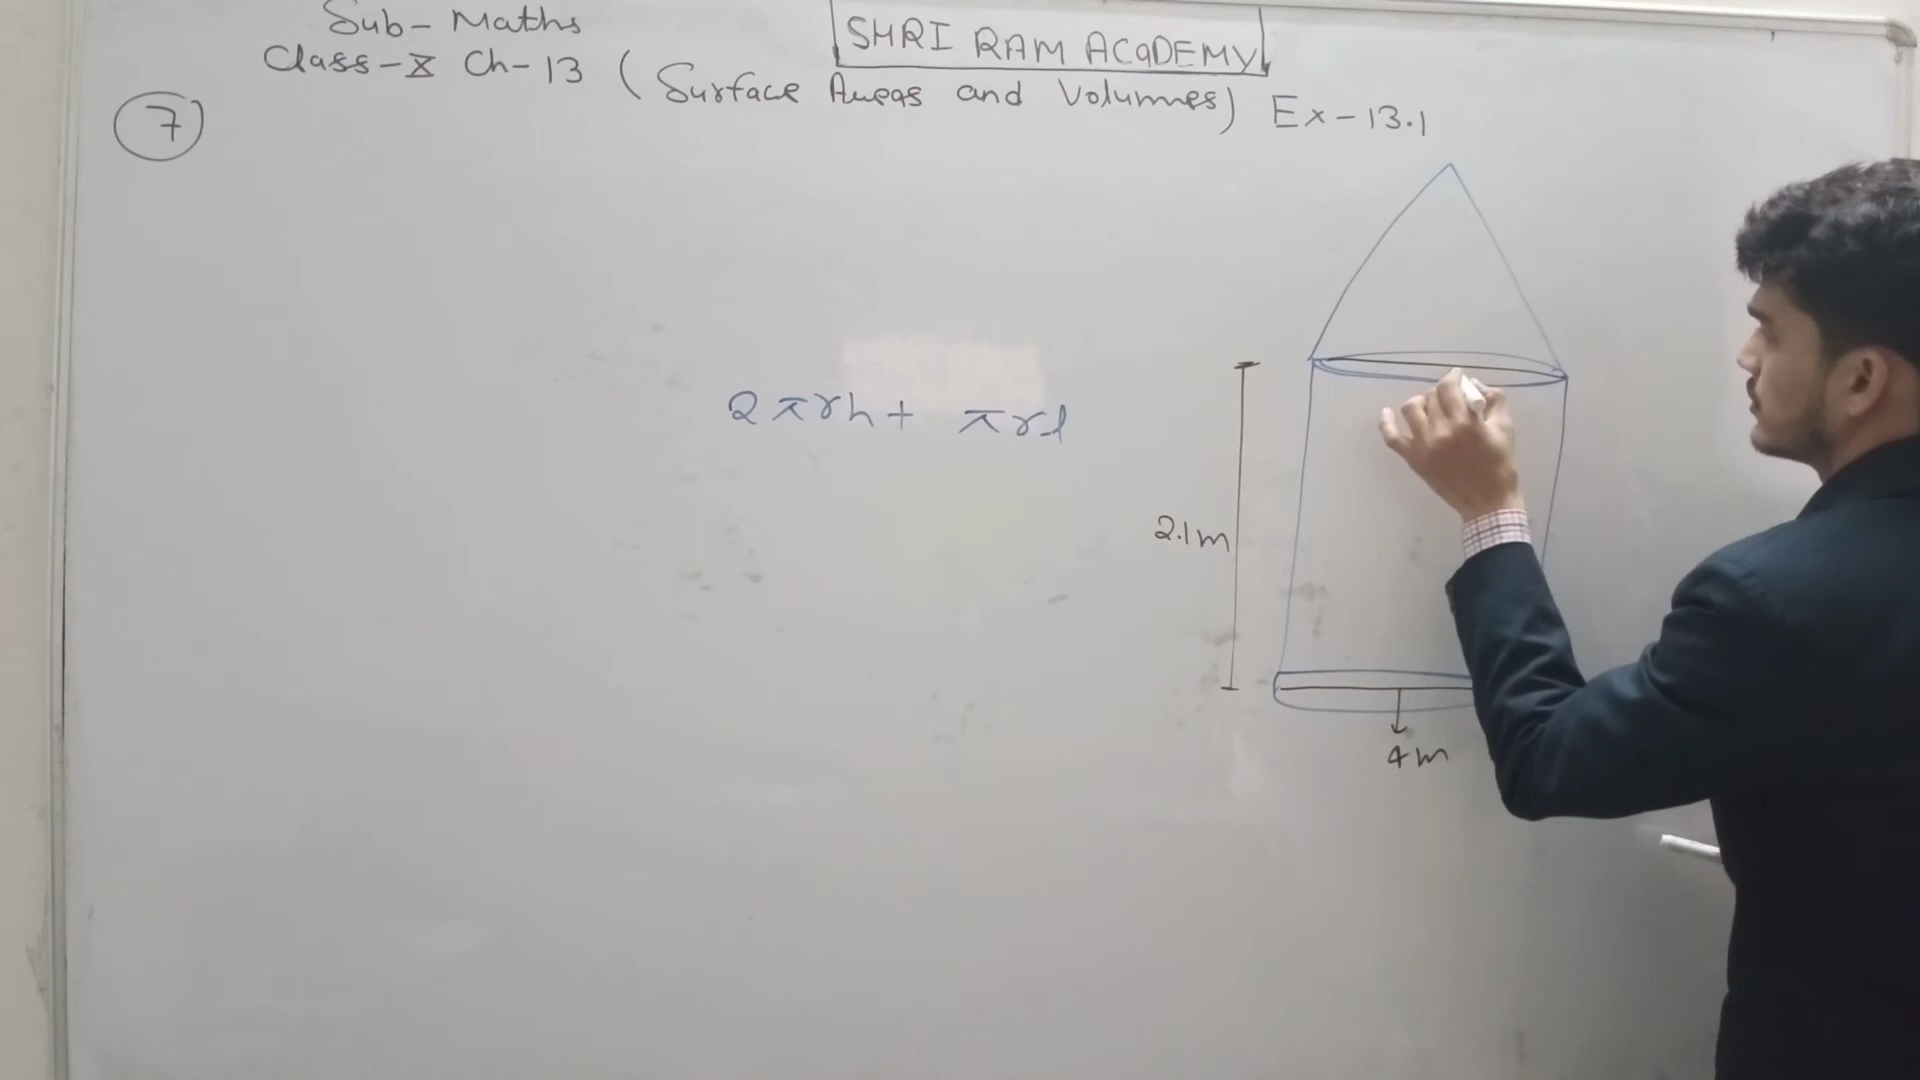 Sub- Maths
SHRI RAM ACADEMY
Class-X Ch-13 (Surface Areas and Volumes) Ex-13.1
7
2πrh + πrl
2.1m
4m